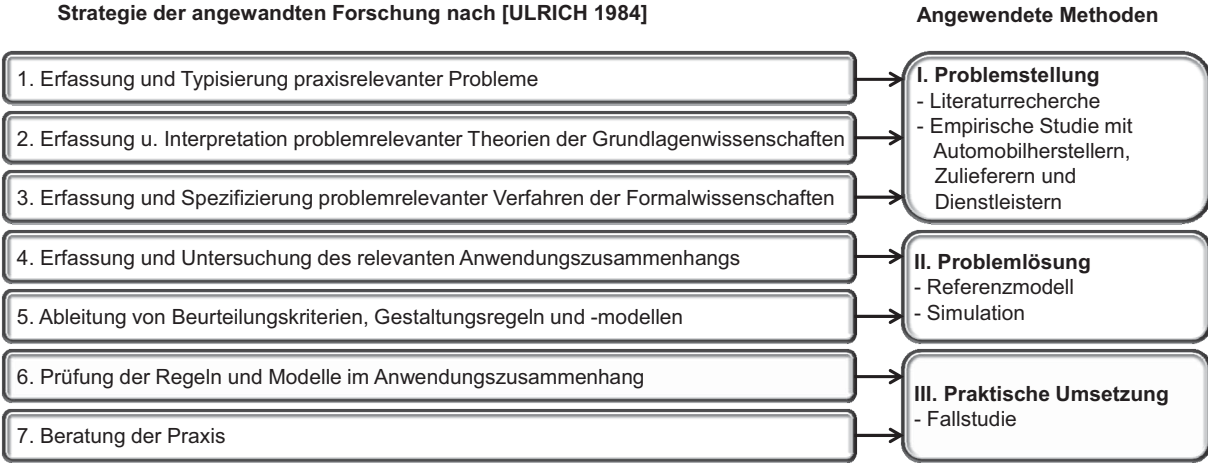 Strategie der angewandten Forschung nach [ULRICH 1984]
Angewendete Methoden
1. Erfassung und Typisierung praxisrelevanter Probleme
2. Erfassung u. Interpretation problemrelevanter Theorien der Grundlagenwissenschaften
3. Erfassung und Spezifizierung problemrelevanter Verfahren der Formalwissenschaften
4. Erfassung und Untersuchung des relevanten Anwendungszusammenhangs
5. Ableitung von Beurteilungskriterien, Gestaltungsregeln und -modellen
6. Prüfung der Regeln und Modelle im Anwendungszusammenhang
7. Beratung der Praxis
I. Problemstellung
- Literaturrecherche
- Empirische Studie mit
Automobilherstellern,
Zulieferern und
Dienstleistern
II. Problemlösung
- Referenzmodell
- Simulation
III. Praktische Umsetzung
- Fallstudie